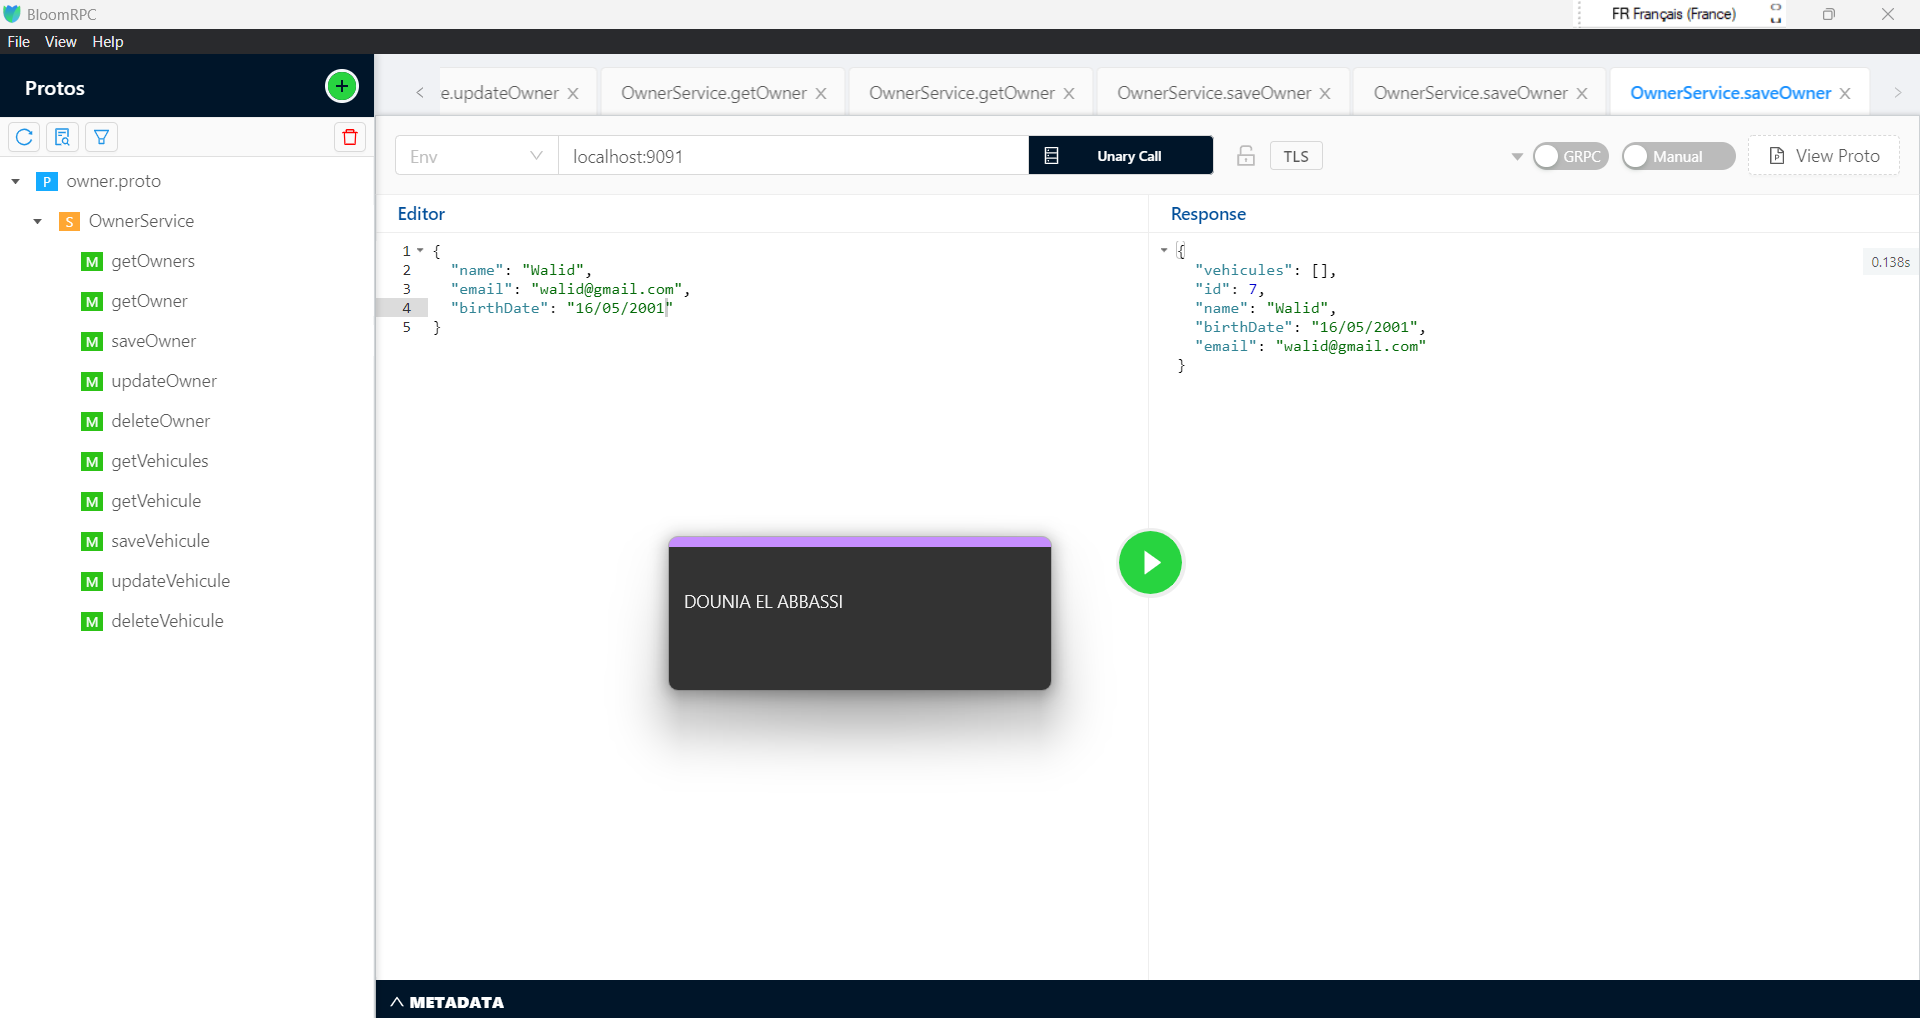 BloomRPC
FR Français (France)
File View Help
Protos
e.updateOwner
OwnerService.getOwner
OwnerService.getOwner
OwnerService.saveOwner
OwnerService.saveOwner
OwnerService.saveOwner
Env
localhost:9091
Unary Call
TLS
GRPC
Manual
View Proto
P owner.proto
S OwnerService
M getOwners
M getOwner
M saveOwner
M updateOwner
M deleteOwner
M getVehicules
M getVehicule
M saveVehicule
M updateVehicule
M deleteVehicule
Editor
1 {
2 "name": "Walid",
3 "email": "walid@gmail.com",
4 "birthDate": "16/05/2001"
5 }
DOUNIA EL ABBASSI
Response
{
"vehicules": [],
"id": 7,
"name": "Walid",
"birthDate": "16/05/2001",
"email": "walid@gmail.com"
}
0.138s
METADATA